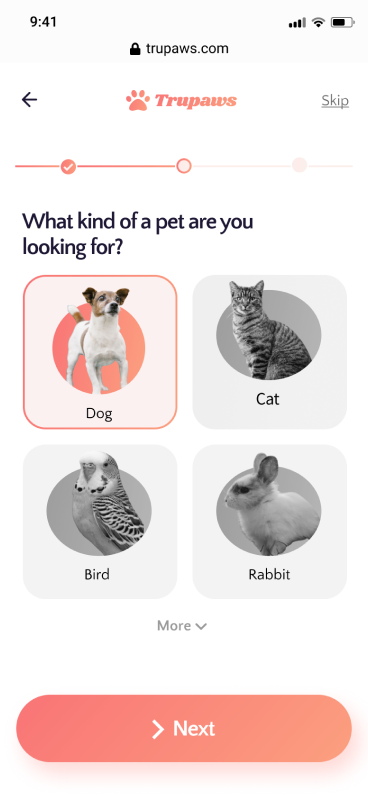 9:41
trupaws.com
Trupaws
Skip
What kind of a pet are you
looking for?
Dog
Cat
Bird
Rabbit
More
Next